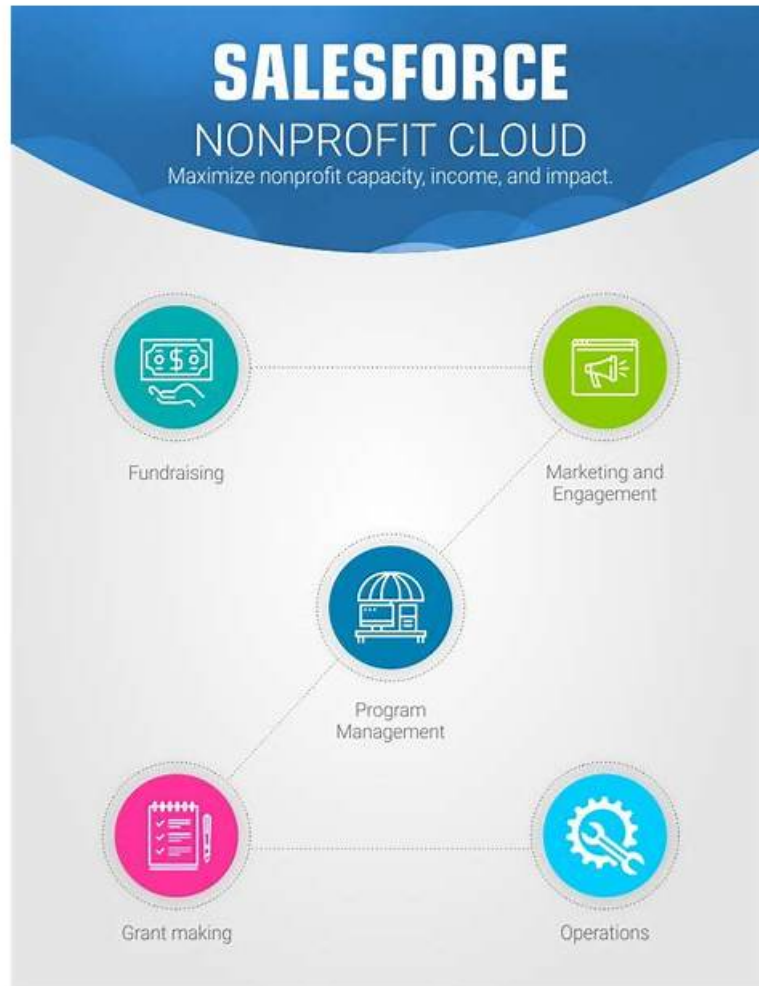 SALESFORCE
NONPROFIT CLOUD
Maximize nonprofit capacity, income, and impact.
Fundraising
Marketing and
Engagement
Program
Management
Grant making
Operations